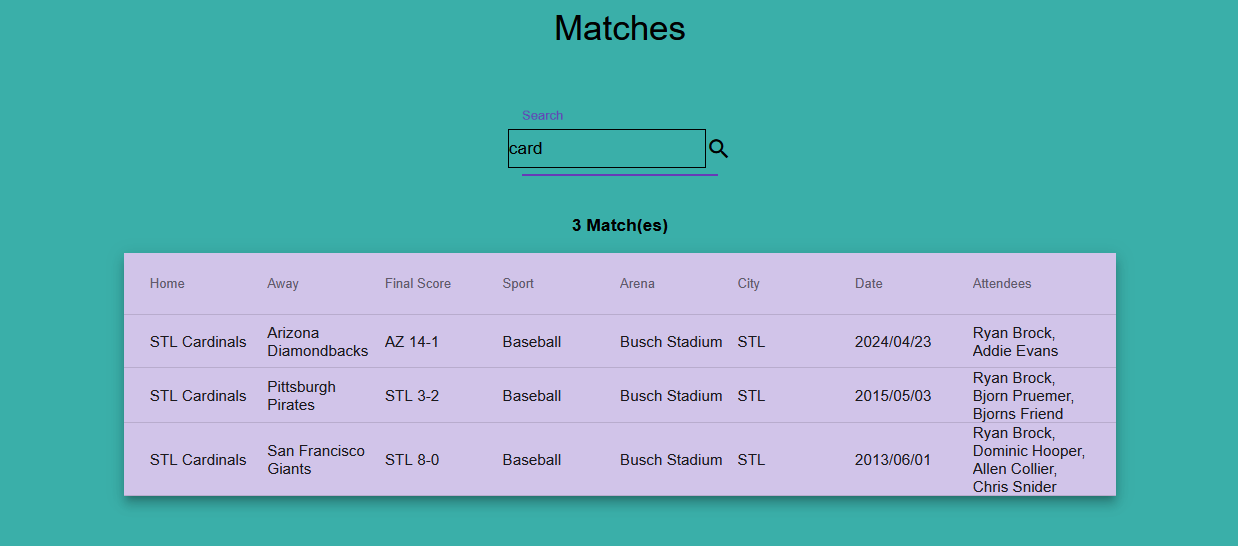 Matches
Search
card
3 Match(es)
Home Away Final Score Sport Arena City Date Attendees
STL Cardinals Arizona Diamondbacks AZ 14-1 Baseball Busch Stadium STL 2024/04/23 Ryan Brock, Addie Evans
STL Cardinals Pittsburgh Pirates STL 3-2 Baseball Busch Stadium STL 2015/05/03 Ryan Brock, Bjorn Pruemer, Bjorns Friend
STL Cardinals San Francisco Giants STL 8-0 Baseball Busch Stadium STL 2013/06/01 Ryan Brock, Dominic Hooper, Allen Collier, Chris Snider